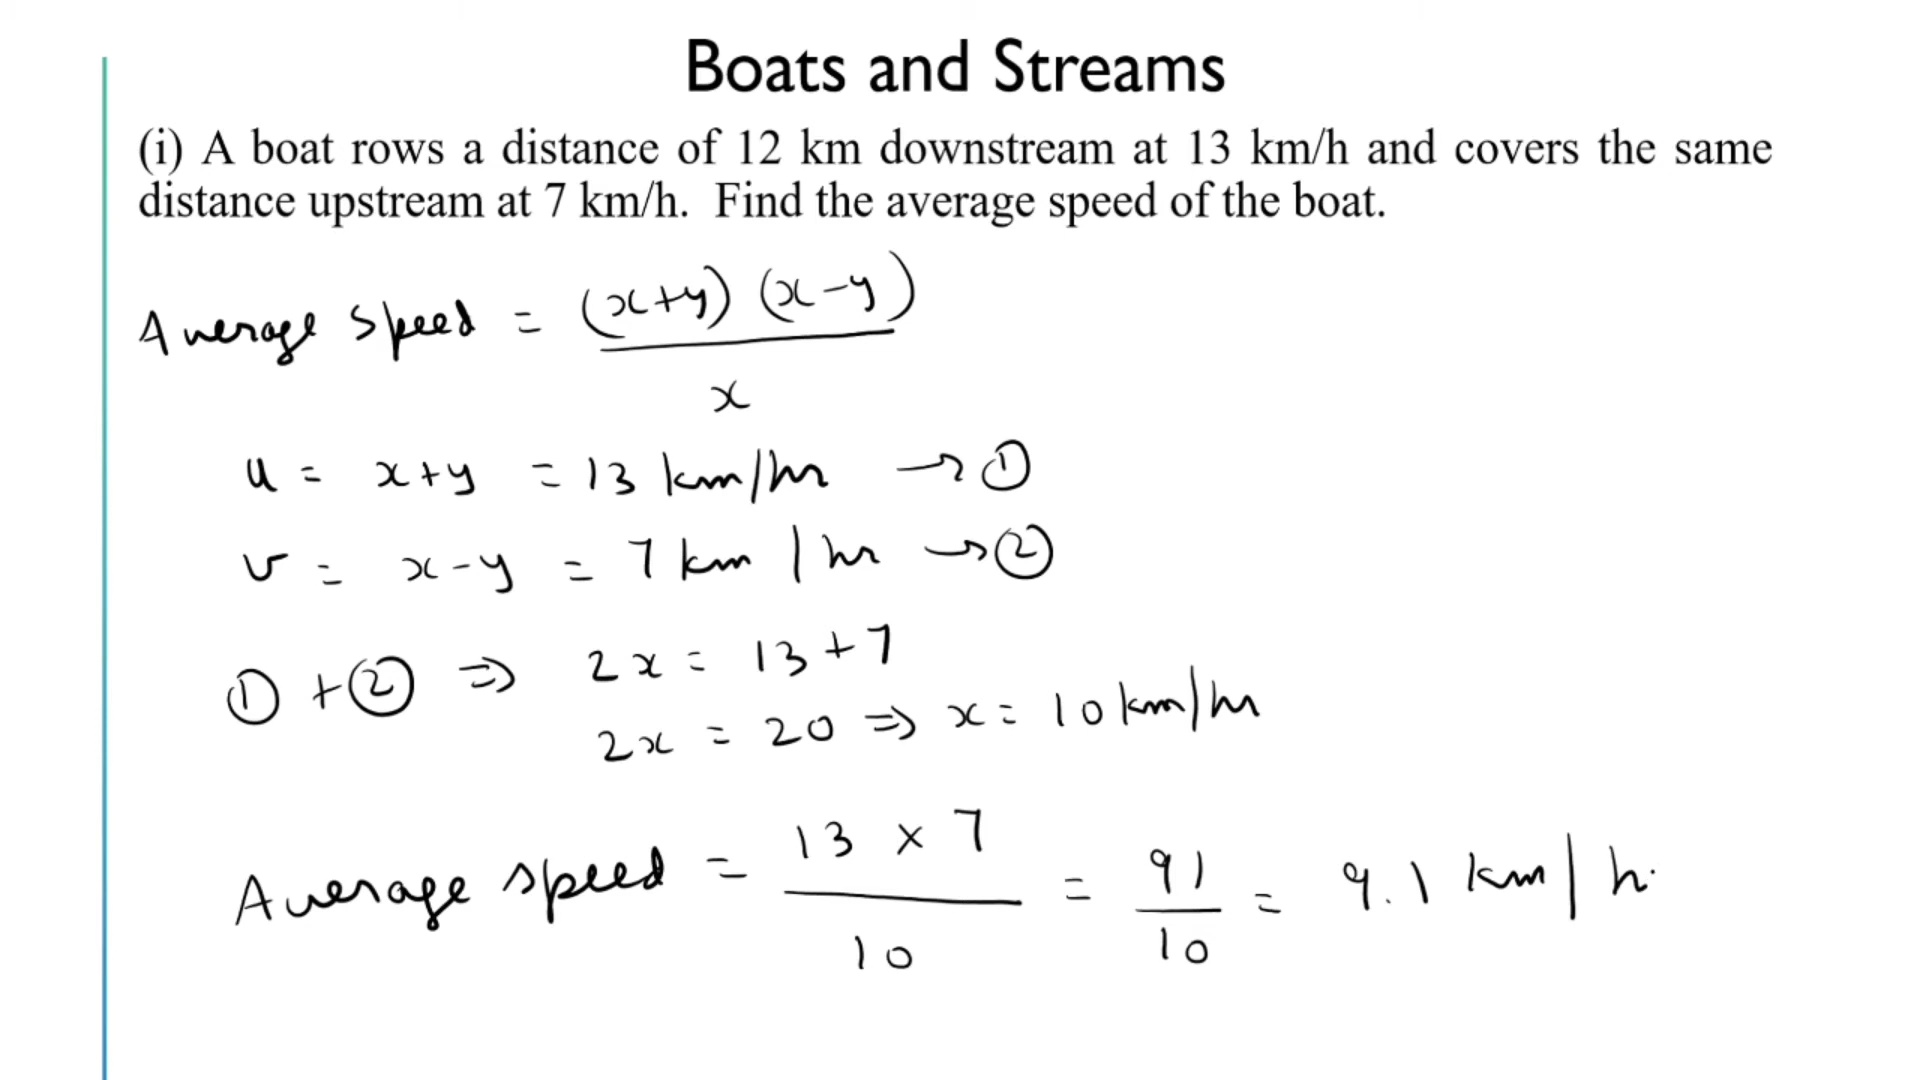 Boats and Streams
(i) A boat rows a distance of 12 km downstream at 13 km/h and covers the same
distance upstream at 7 km/h. Find the average speed of the boat.
Average speed = (x+y) (x-y)
x
u = x+y = 13 km/hr → ①
v = x-y = 7 km / hr → ②
① + ② ⇒ 2x = 13+7
2x = 20 ⇒ x = 10 km/hr
Average speed = 13 × 7 / 10 = 91 / 10 = 9.1 km / h.